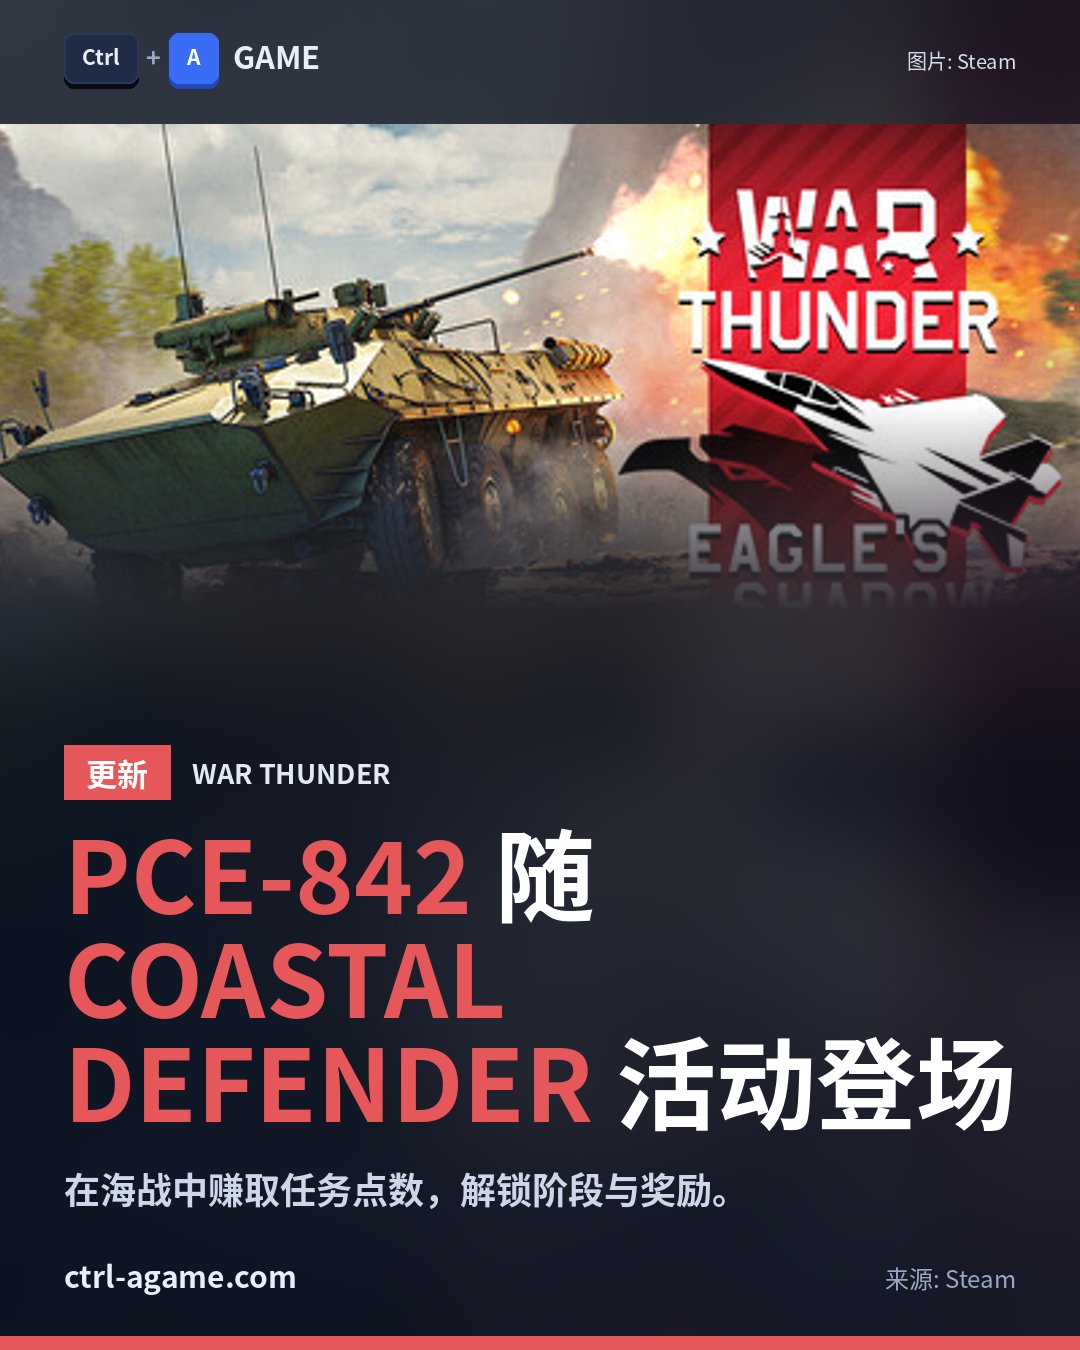 Ctrl + A GAME
图片: Steam
WAR
THUNDER
EAGLE'S
SHADOW
更新 WAR THUNDER
PCE-842 随
COASTAL
DEFENDER 活动登场
在海战中赚取任务点数，解锁阶段与奖励。
ctrl-agame.com
来源: Steam